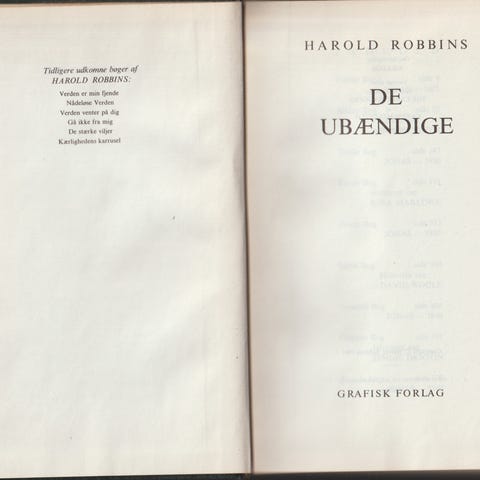 Tidligere udkomne bøger af
HAROLD ROBBINS:
Verden er min fjende
Nådeløse Verden
Verden venter på dig
Gå ikke fra mig
De stærke viljer
Kærlighedens karrusel
HAROLD ROBBINS
DE
UBÆNDIGE
GRAFISK FORLAG